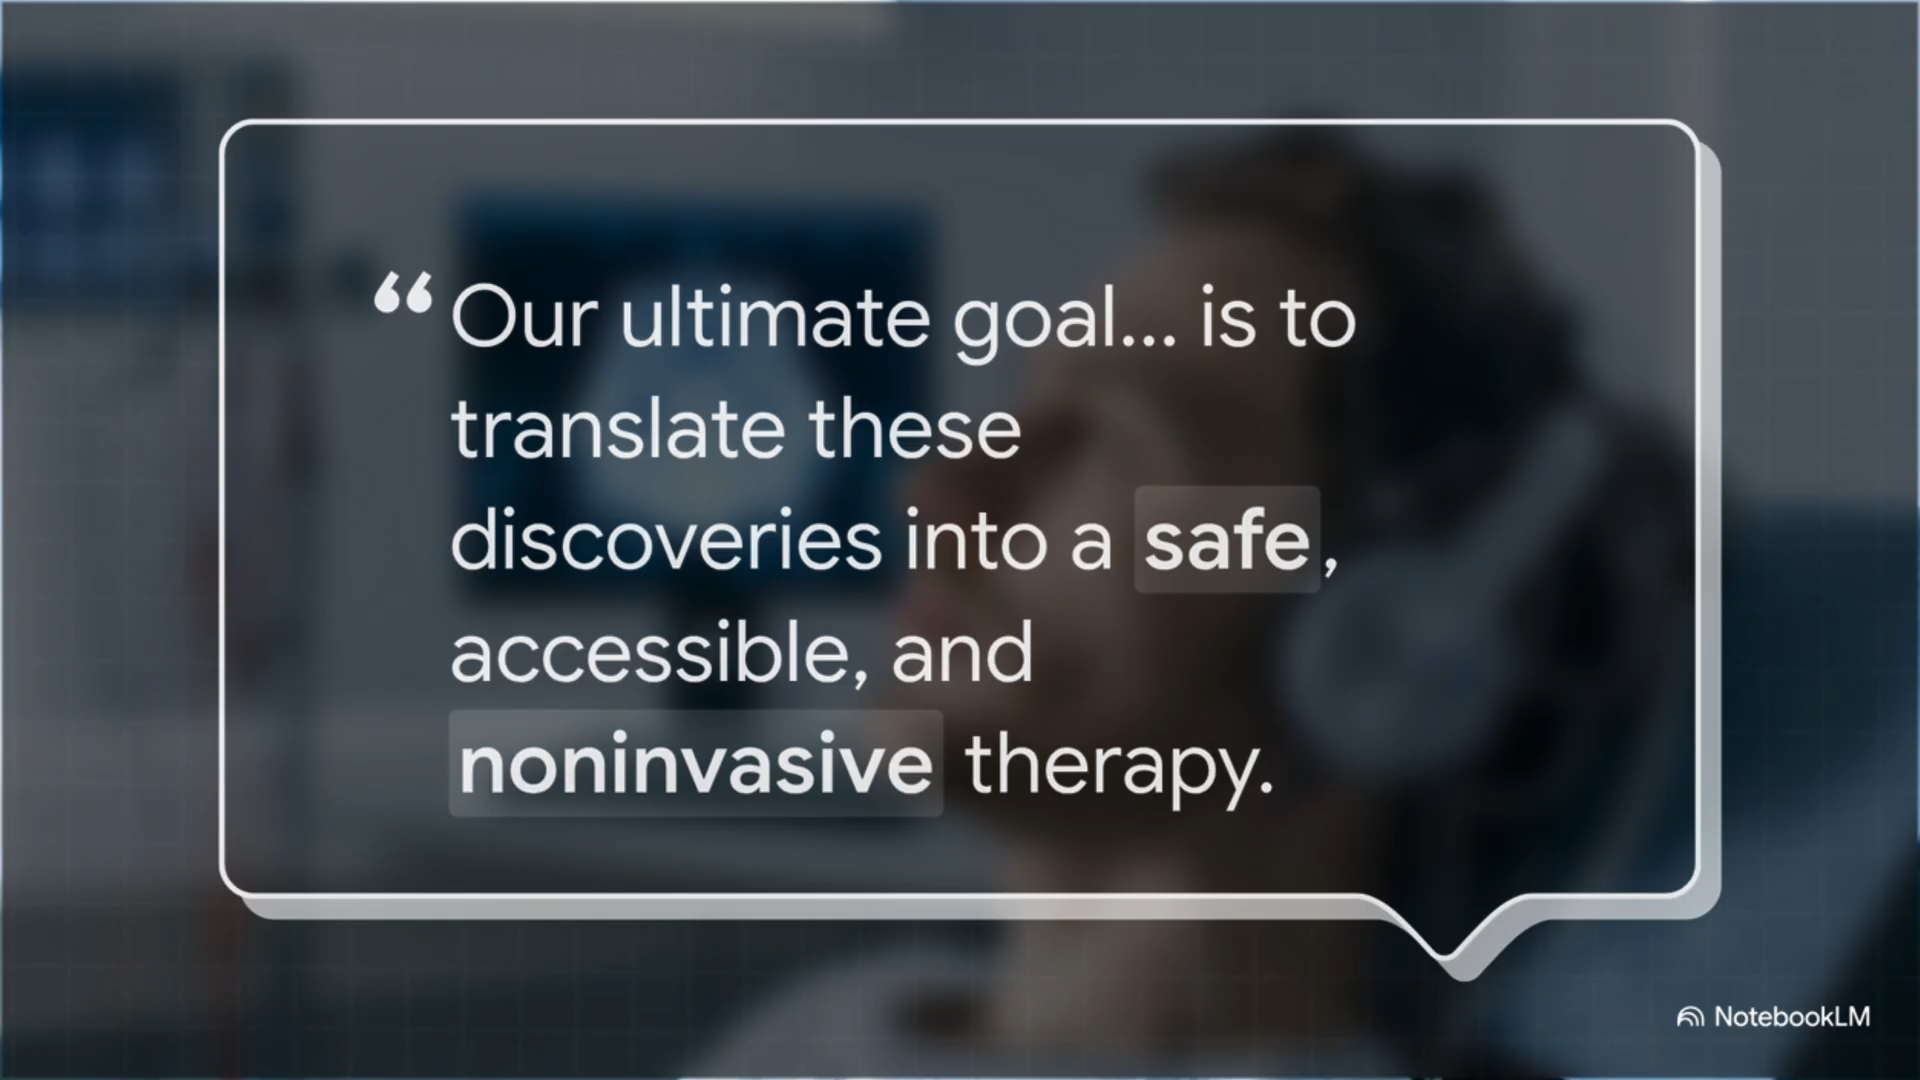 “Our ultimate goal... is to
translate these
discoveries into a safe,
accessible, and
noninvasive therapy.
NotebookLM